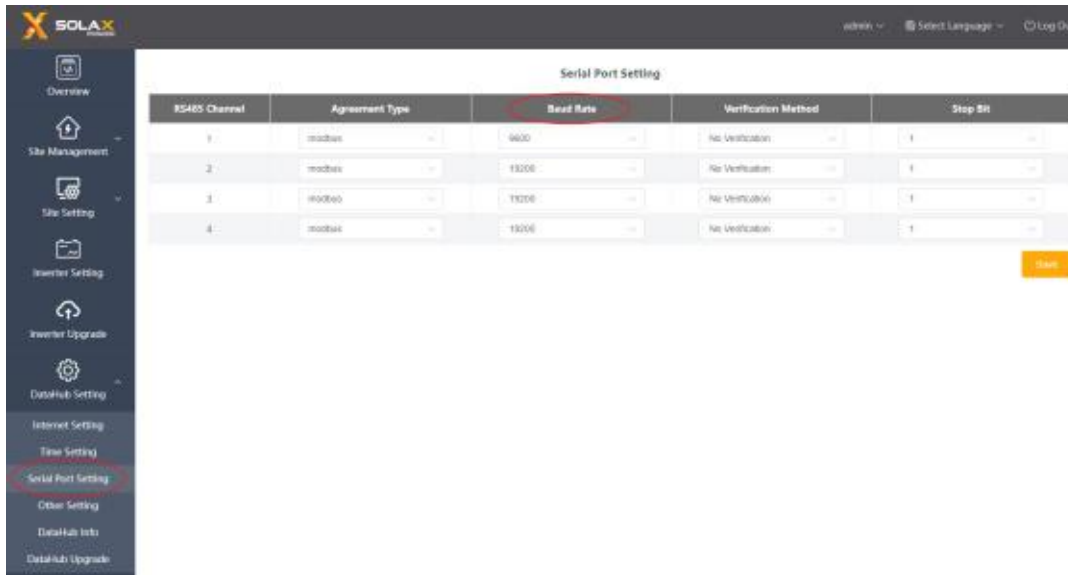 SOLAX
POWER
admin
Select Language
Log Ou
Overview
Site Management
Site Setting
Inverter Setting
Inverter Upgrade
DataHub Setting
Internet Setting
Time Setting
Serial Port Setting
Other Setting
DataHub Info
DataHub Upgrade
Serial Port Setting
RS485 Channel Agreement Type Baud Rate Verification Method Stop Bit
1 modbus 9600 No Verification 1
2 modbus 19200 No Verification 1
3 modbus 19200 No Verification 1
4 modbus 19200 No Verification 1
Save